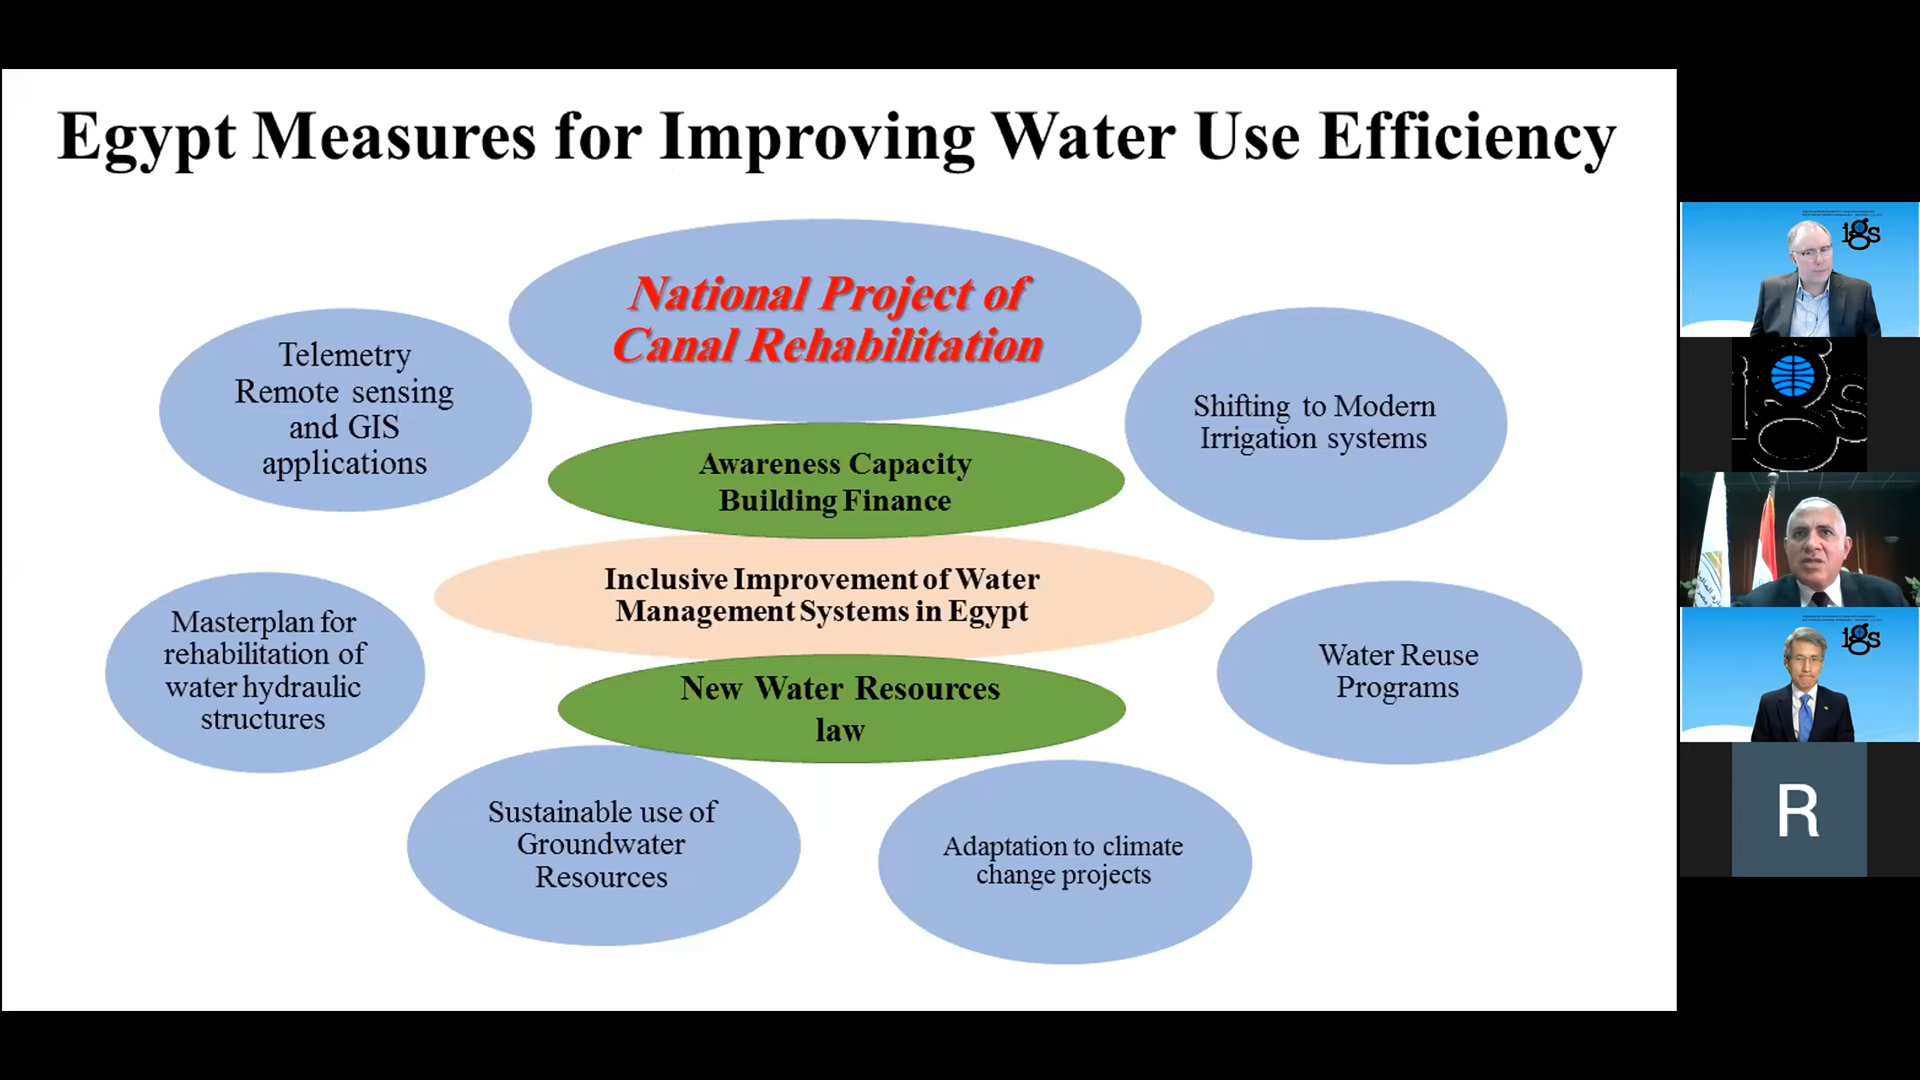 Egypt Measures for Improving Water Use Efficiency
National Project of
Canal Rehabilitation
Telemetry
Remote sensing
and GIS
applications
Shifting to Modern
Irrigation systems
Awareness Capacity
Building Finance
Inclusive Improvement of Water
Management Systems in Egypt
Masterplan for
rehabilitation of
water hydraulic
structures
Water Reuse
Programs
New Water Resources
law
Sustainable use of
Groundwater
Resources
Adaptation to climate
change projects
igs
igs
igs
R